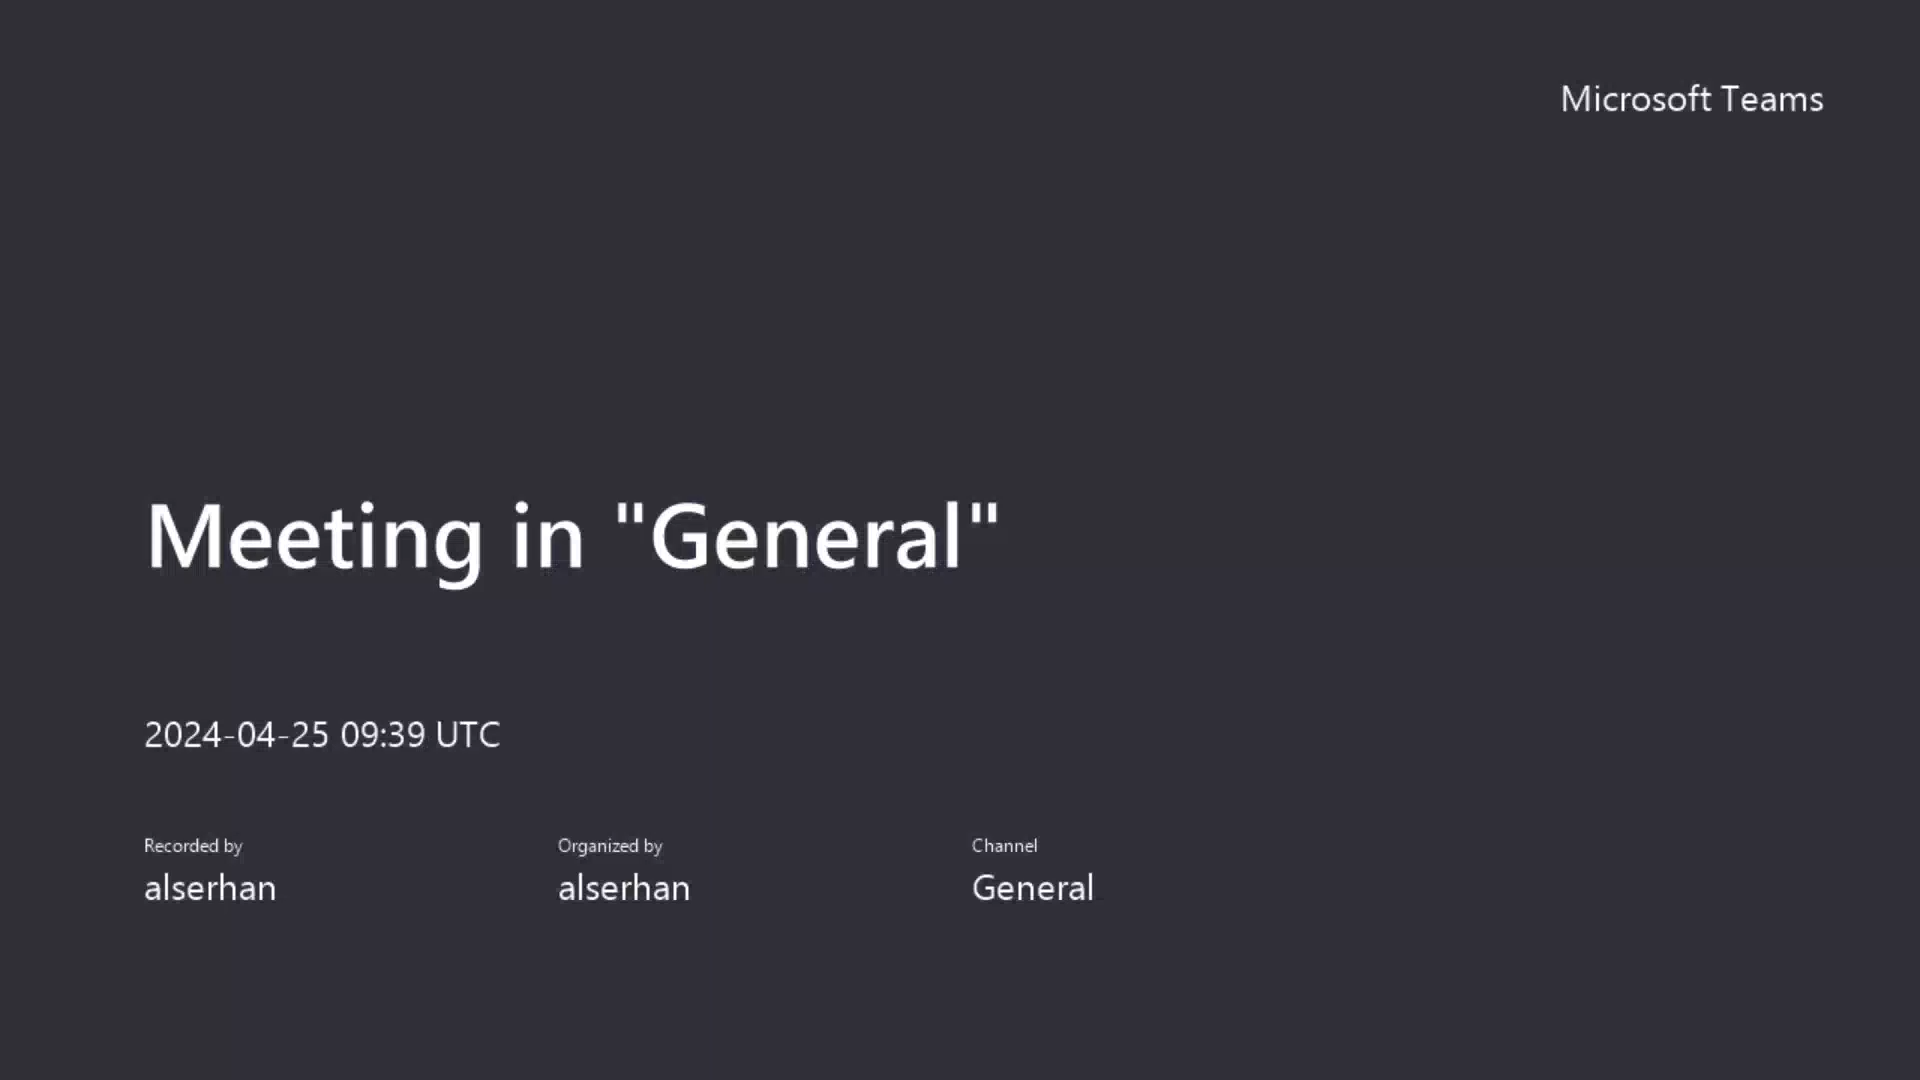 Microsoft Teams
Meeting in "General"
2024-04-25 09:39 UTC
Recorded by
alserhan
Organized by
alserhan
Channel
General